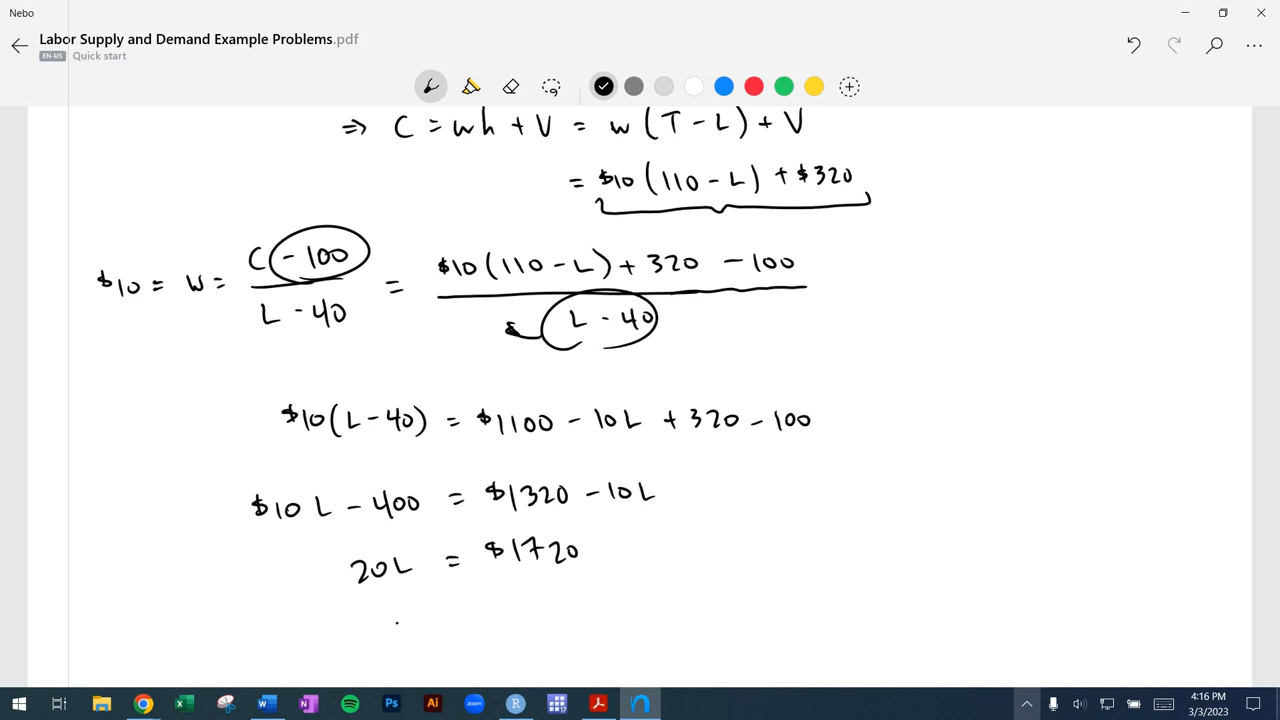 Nebo
Labor Supply and Demand Example Problems.pdf
EN-US Quick start
⇒ C = wh + V = w(T - L) + V
= $10(110 - L) + $320
$10 = w = (C - 100)/(L - 40) = ($10(110 - L) + 320 - 100)/(L - 40)
$10(L - 40) = $1100 - 10L + 320 - 100
$10L - 400 = $1320 - 10L
20L = $1720
4:16 PM
3/3/2023